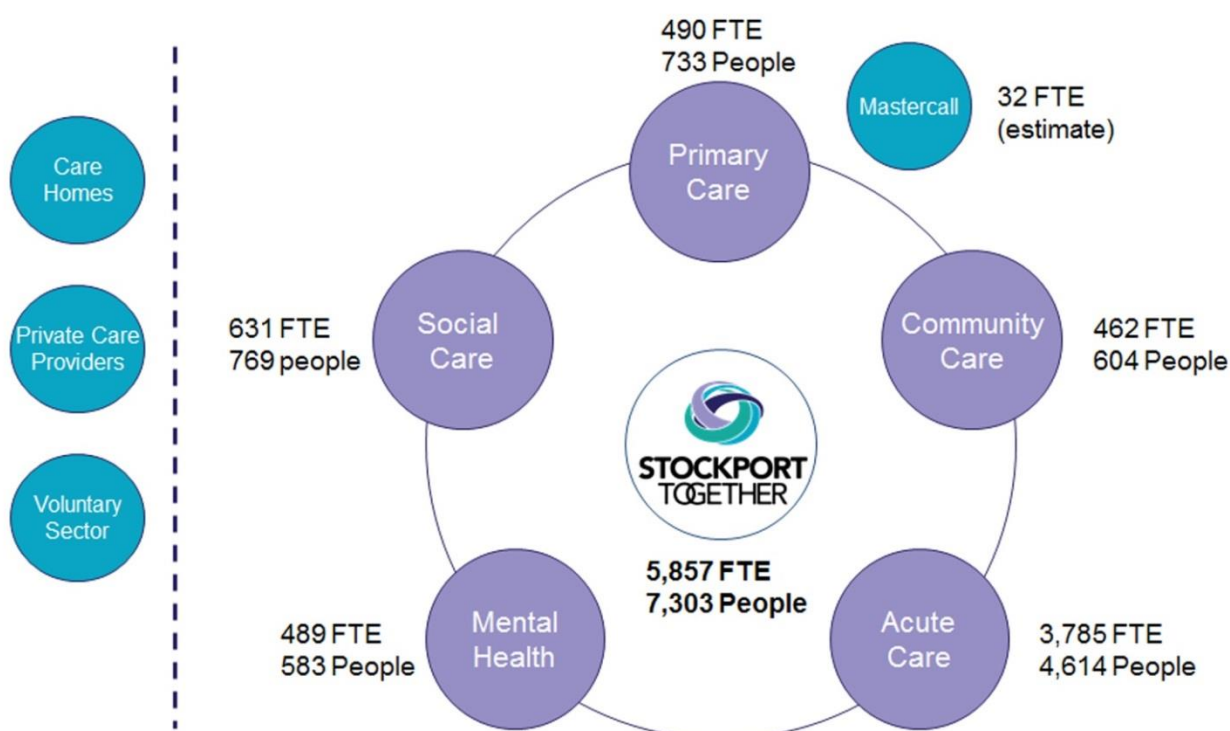 490 FTE
733 People
Primary
Care
Mastercall
32 FTE
(estimate)
Care
Homes
Private Care
Providers
Voluntary
Sector
631 FTE
769 people
Social
Care
Community
Care
462 FTE
604 People
STOCKPORT
TOGETHER
5,857 FTE
7,303 People
489 FTE
583 People
Mental
Health
Acute
Care
3,785 FTE
4,614 People